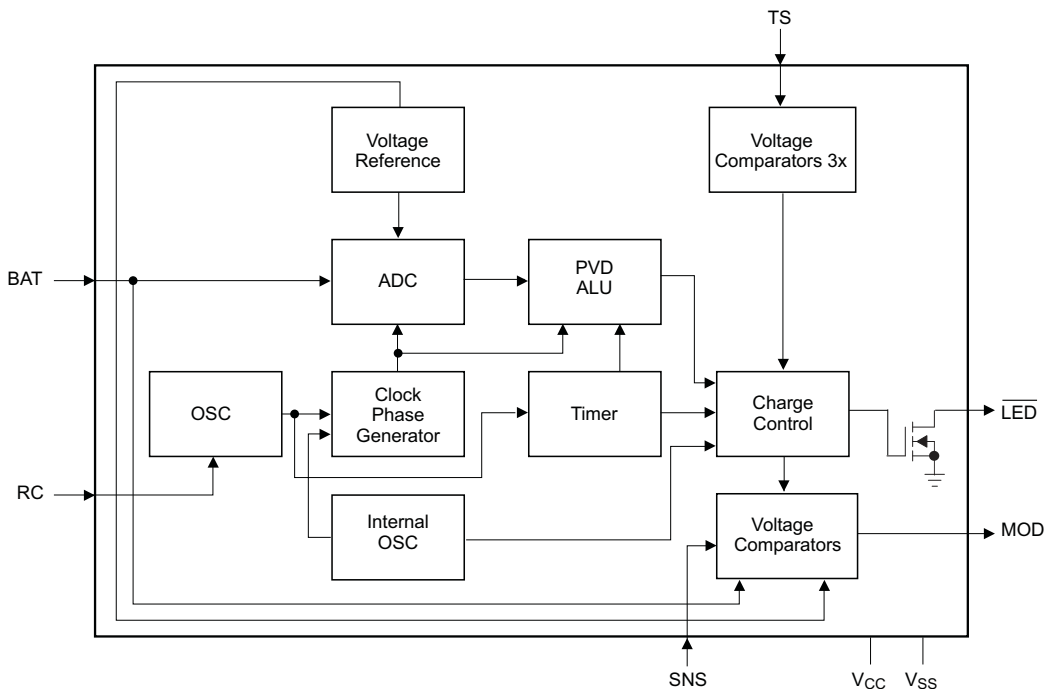 TS
Voltage
Reference
Voltage
Comparators 3x
BAT
ADC
PVD
ALU
OSC
Clock
Phase
Generator
Timer
Charge
Control
LED
RC
Internal
OSC
Voltage
Comparators
MOD
SNS
VCC
VSS